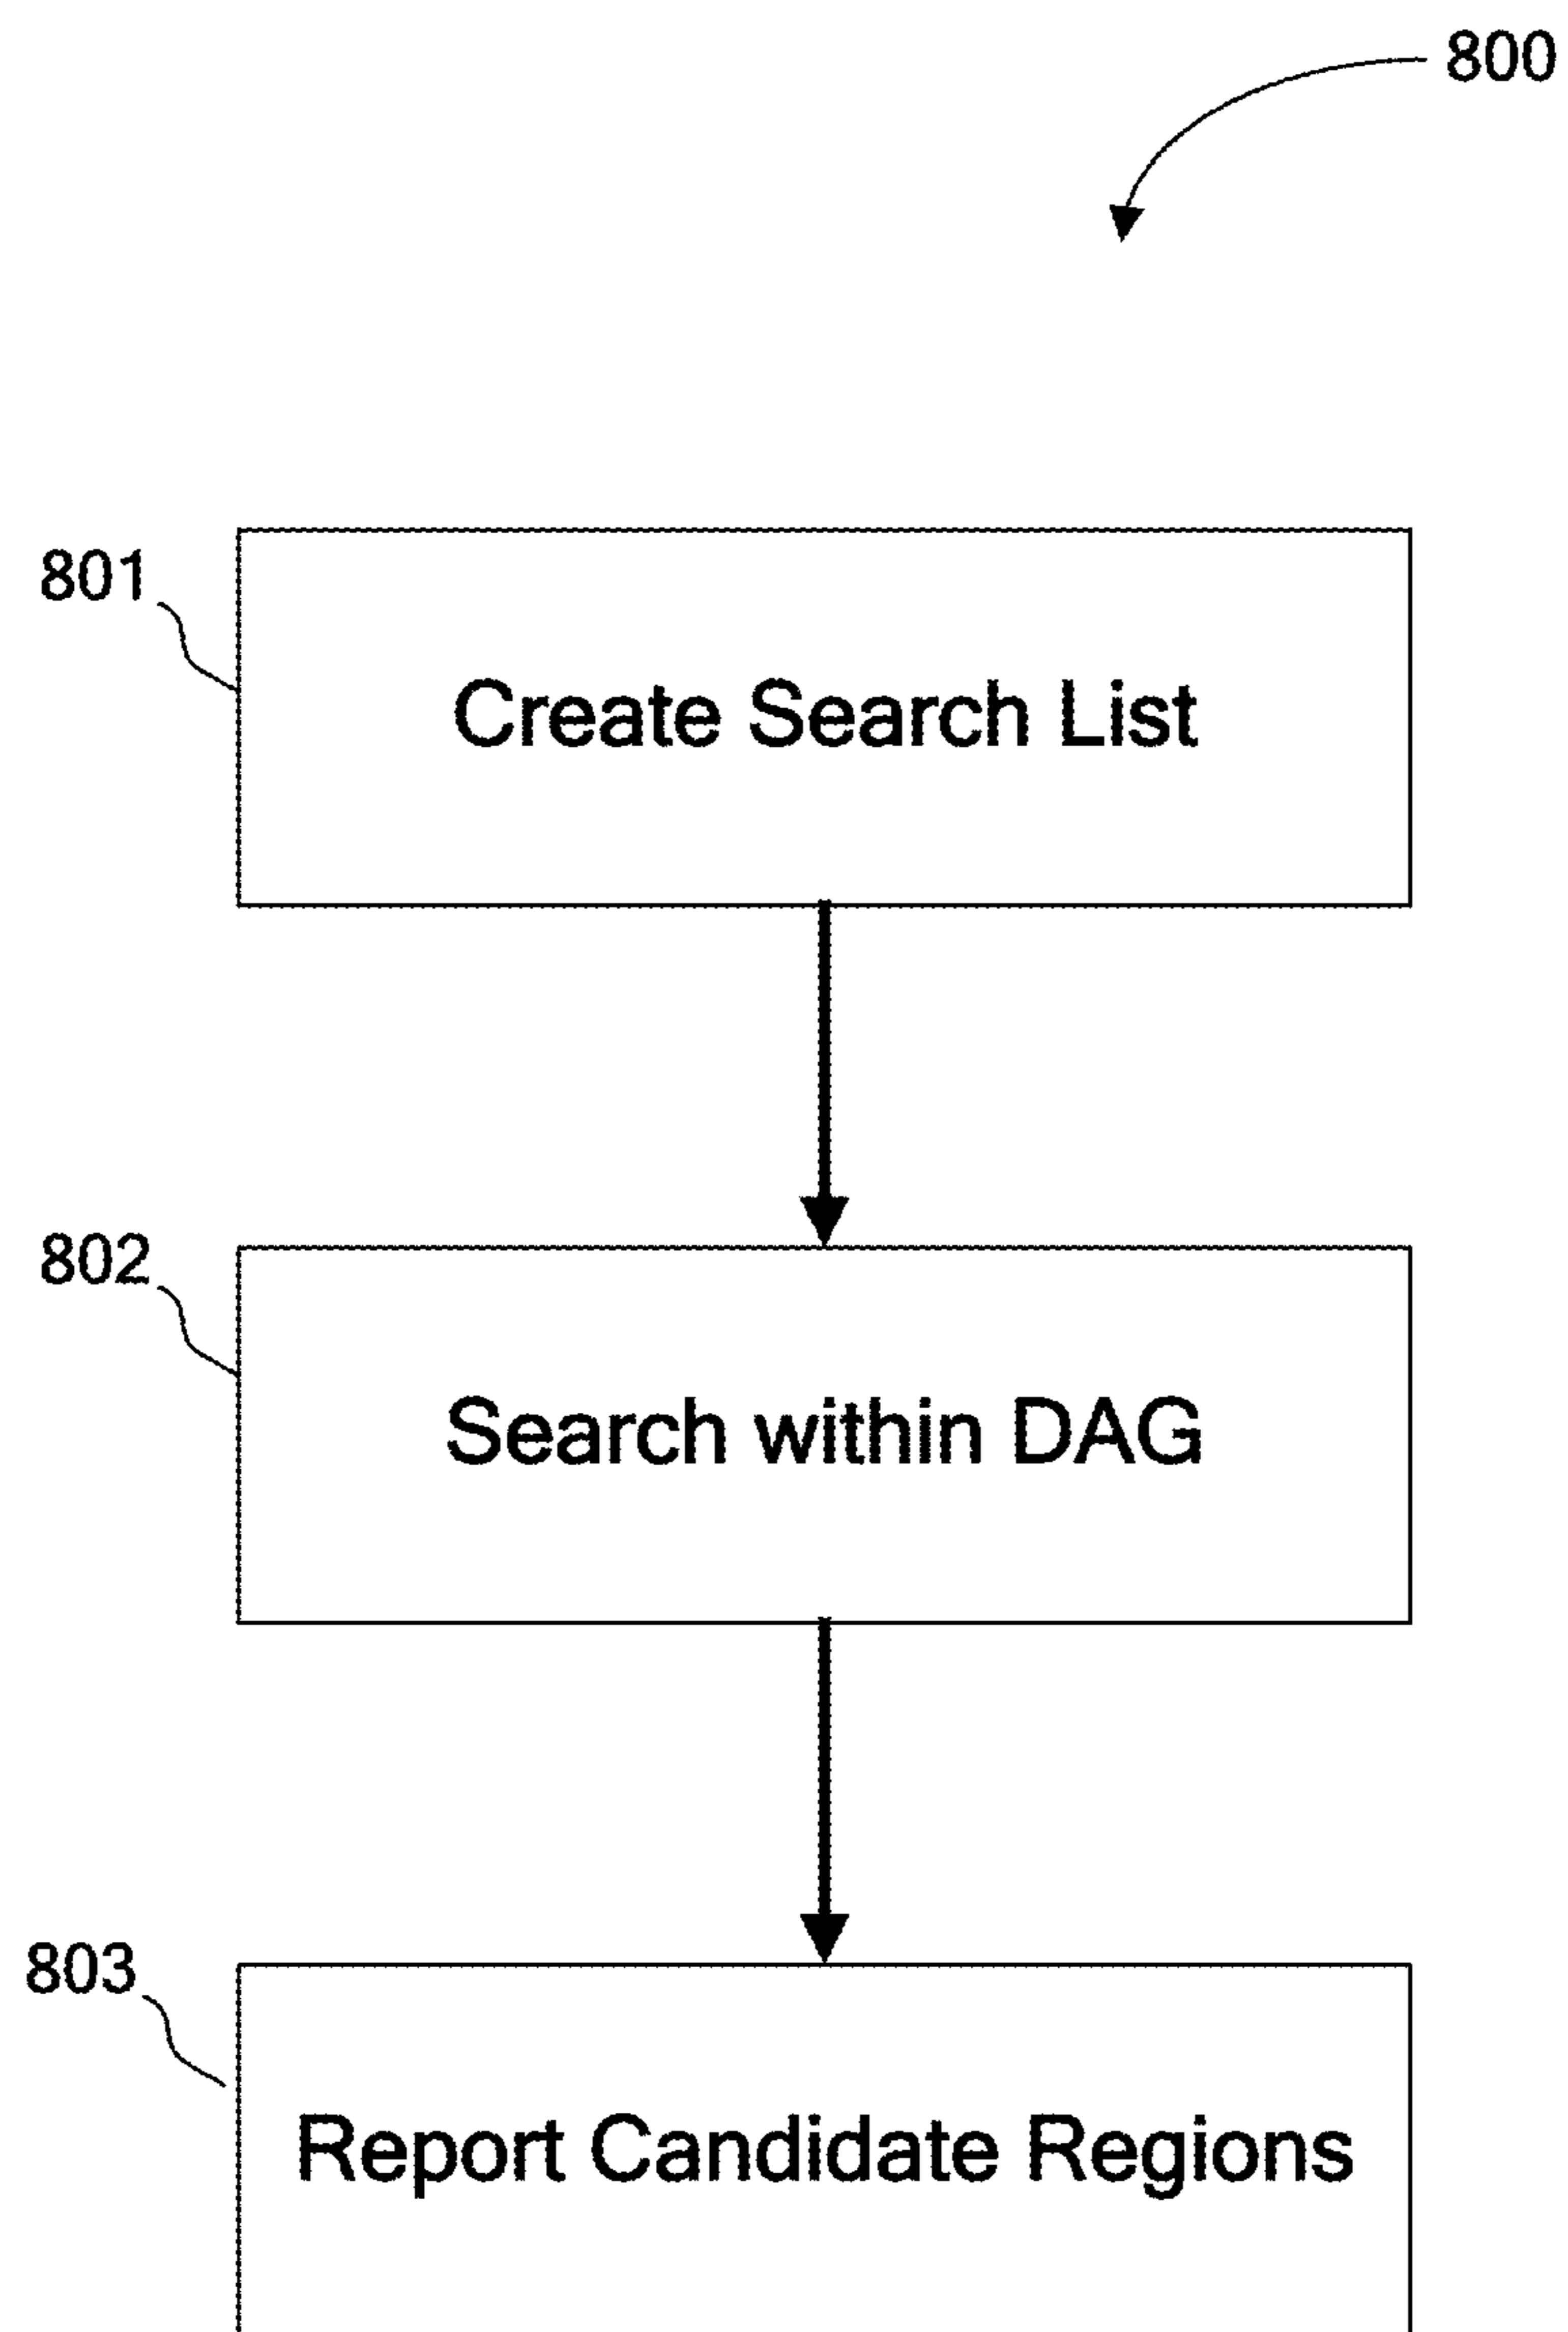 800
801
Create Search List
802
Search within DAG
803
Report Candidate Regions